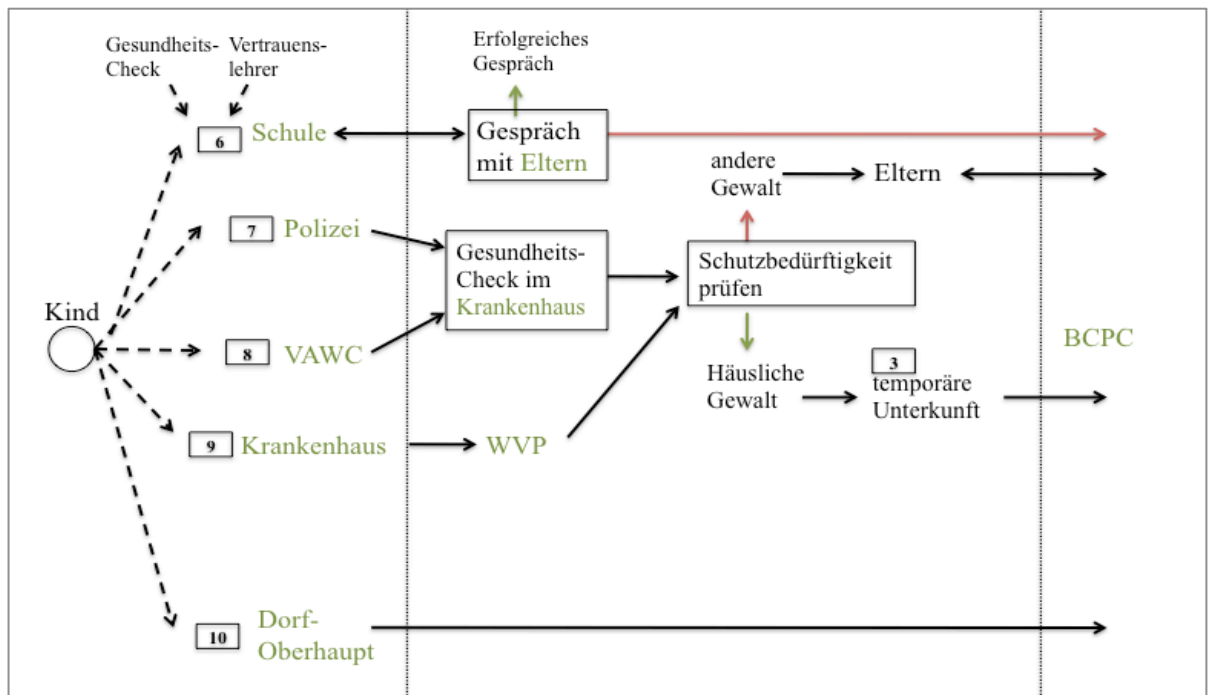 Gesundheits-
Check
Vertrauens-
lehrer
Erfolgreiches
Gespräch
6
Schule
Gespräch
mit Eltern
andere
Gewalt
Eltern
7
Polizei
Gesundheits-
Check im
Krankenhaus
Schutzbedürftigkeit
prüfen
Kind
8
VAWC
BCPC
Häusliche
Gewalt
3
temporäre
Unterkunft
9
Krankenhaus
WVP
10
Dorf-
Oberhaupt